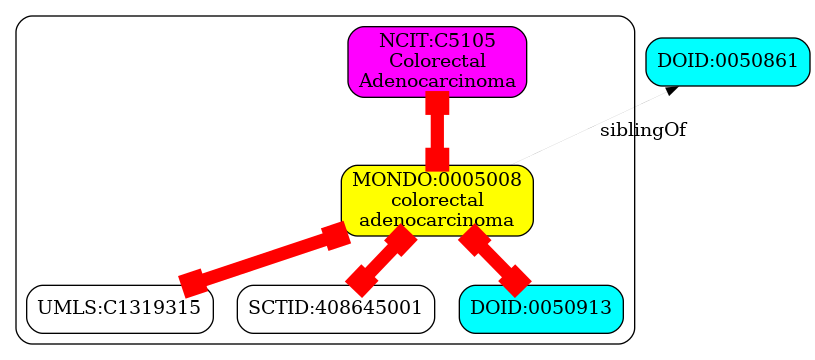 NCIT:C5105
Colorectal
Adenocarcinoma
DOID:0050861
siblingOf
MONDO:0005008
colorectal
adenocarcinoma
UMLS:C1319315
SCTID:408645001
DOID:0050913